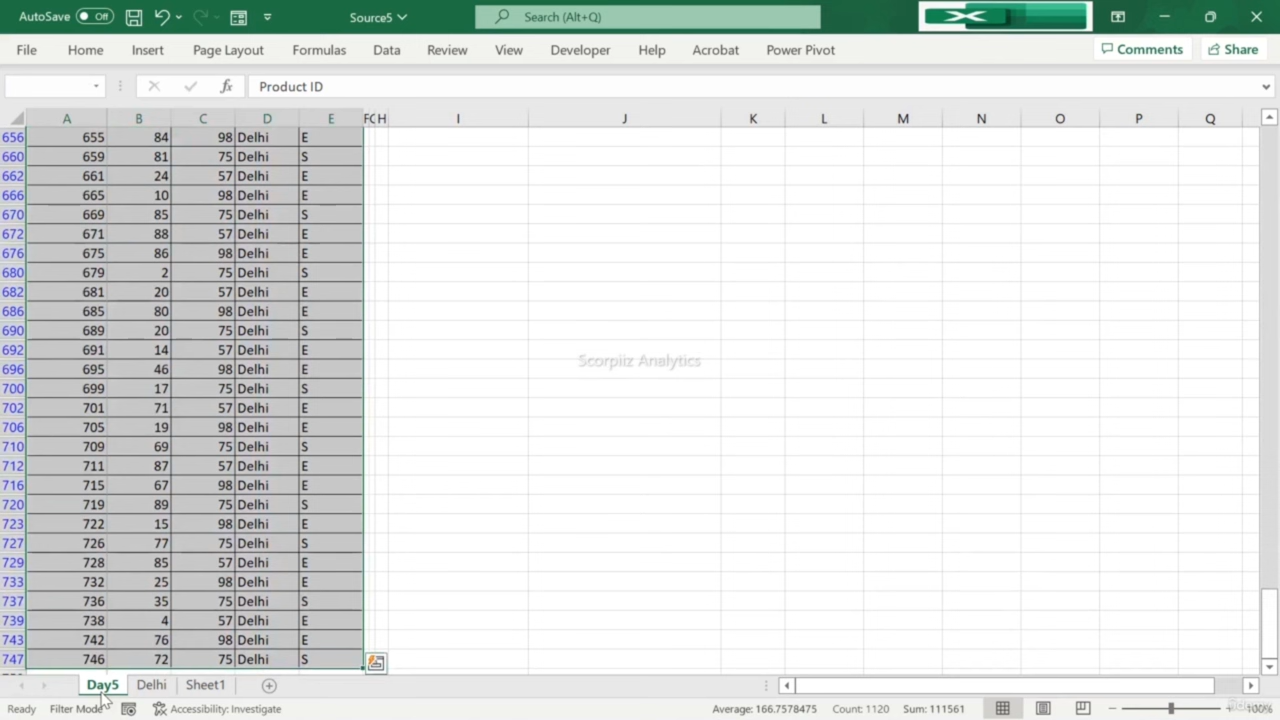 AutoSave Off Source5 Search (Alt+Q)
File Home Insert Page Layout Formulas Data Review View Developer Help Acrobat Power Pivot Comments Share
fx Product ID
A B C D E F G H I J K L M N O P Q
656 655 84 98 Delhi E
660 659 81 75 Delhi S
662 661 24 57 Delhi E
666 665 10 98 Delhi E
670 669 85 75 Delhi S
672 671 88 57 Delhi E
676 675 86 98 Delhi E
680 679 2 75 Delhi S
682 681 20 57 Delhi E
686 685 80 98 Delhi E
690 689 20 75 Delhi S
692 691 14 57 Delhi E
Scorpiiz Analytics
696 695 46 98 Delhi E
700 699 17 75 Delhi S
702 701 71 57 Delhi E
706 705 19 98 Delhi E
710 709 69 75 Delhi S
712 711 87 57 Delhi E
716 715 67 98 Delhi E
720 719 89 75 Delhi S
723 722 15 98 Delhi E
727 726 77 75 Delhi S
729 728 85 57 Delhi E
733 732 25 98 Delhi E
737 736 35 75 Delhi S
739 738 4 57 Delhi E
743 742 76 98 Delhi E
747 746 72 75 Delhi S
Day5 Delhi Sheet1
Ready Filter Mode Accessibility: Investigate Average: 166.7578475 Count: 1120 Sum: 111561 100%